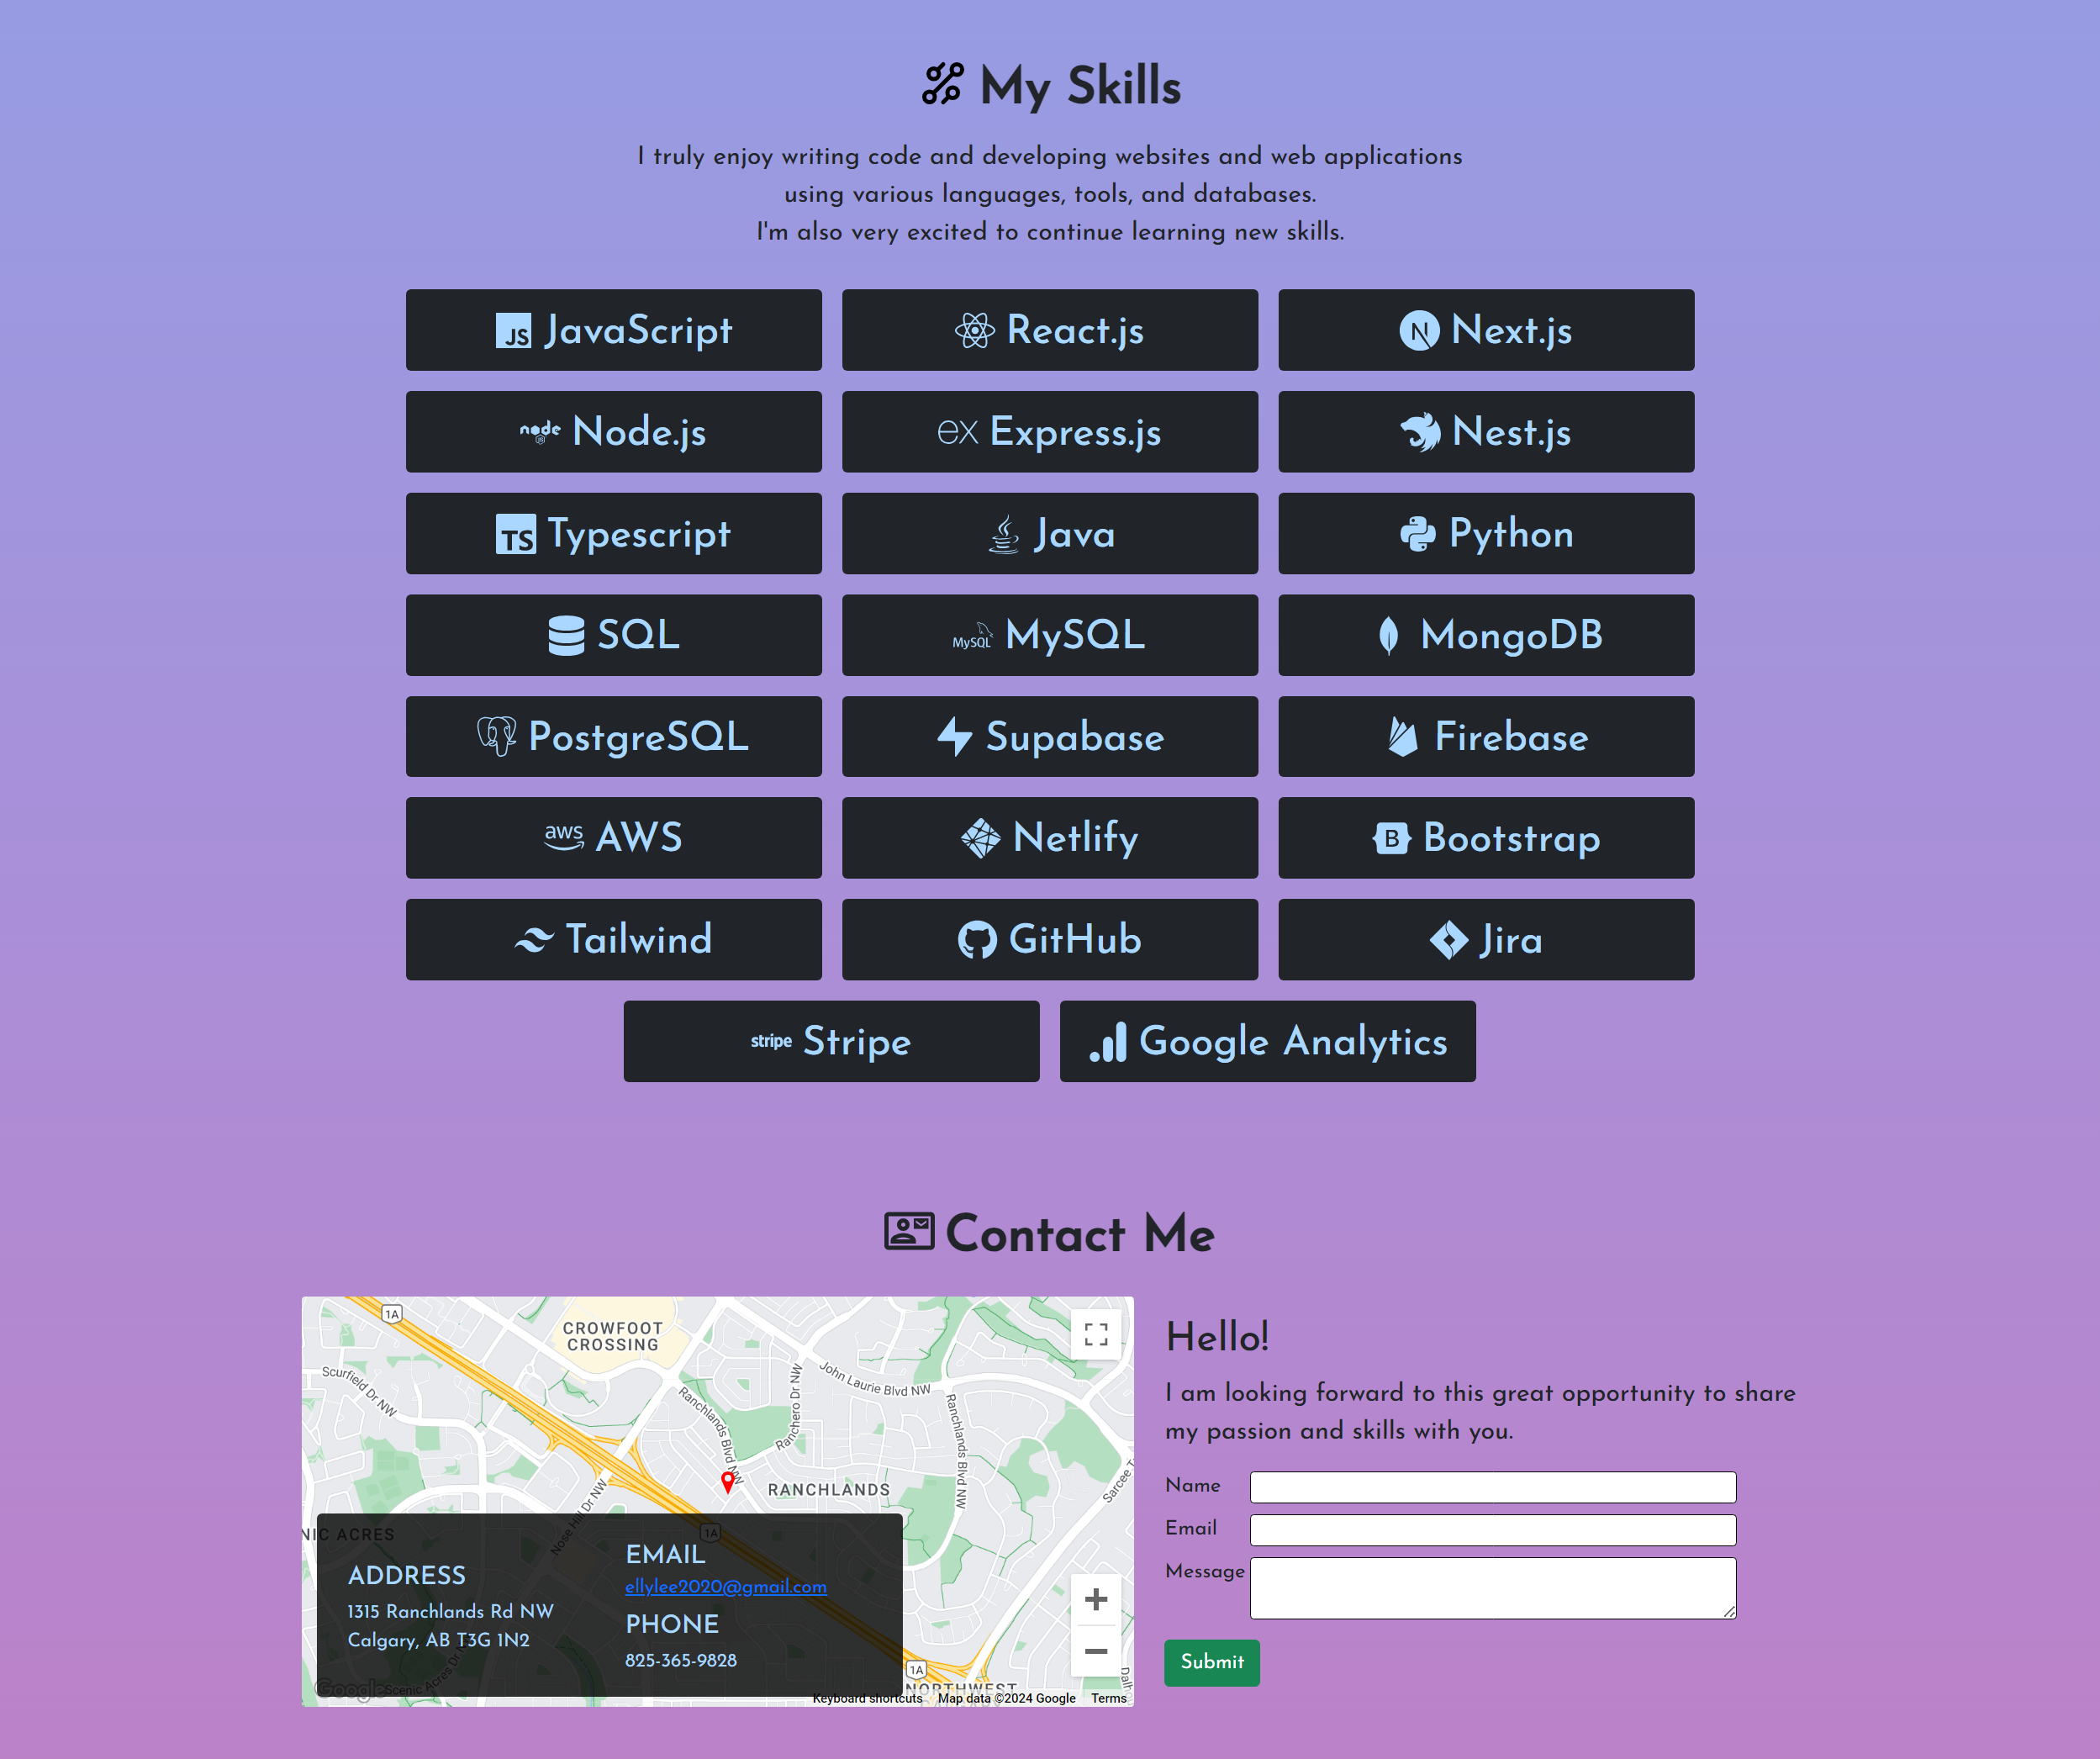 My Skills
I truly enjoy writing code and developing websites and web applications
using various languages, tools, and databases.
I'm also very excited to continue learning new skills.
JS JavaScript
React.js
N Next.js
node JS Node.js
ex Express.js
Nest.js
TS Typescript
Java
Python
SQL
MySQL MySQL
MongoDB
PostgreSQL
Supabase
Firebase
aws AWS
Netlify
B Bootstrap
Tailwind
GitHub
Jira
stripe Stripe
Google Analytics
Contact Me
1A
CROWFOOT
CROSSING
Scurfield Dr NW
John Laurie Blvd NW
Ranchlands Blvd NW
Ranchero Dr NW
Ranchlands Blvd NW
RANCHLANDS
Sarcee T
Nose Hill Dr NW
1A
NIC ACRES
ADDRESS
1315 Ranchlands Rd NW
Calgary, AB T3G 1N2
EMAIL
ellylee2020@gmail.com
PHONE
825-365-9828
Google
Scenic Acres Dr
1A
NORTHWEST
Dalh
Keyboard shortcuts
Map data ©2024 Google
Terms
Hello!
I am looking forward to this great opportunity to share
my passion and skills with you.
Name
Email
Message
Submit